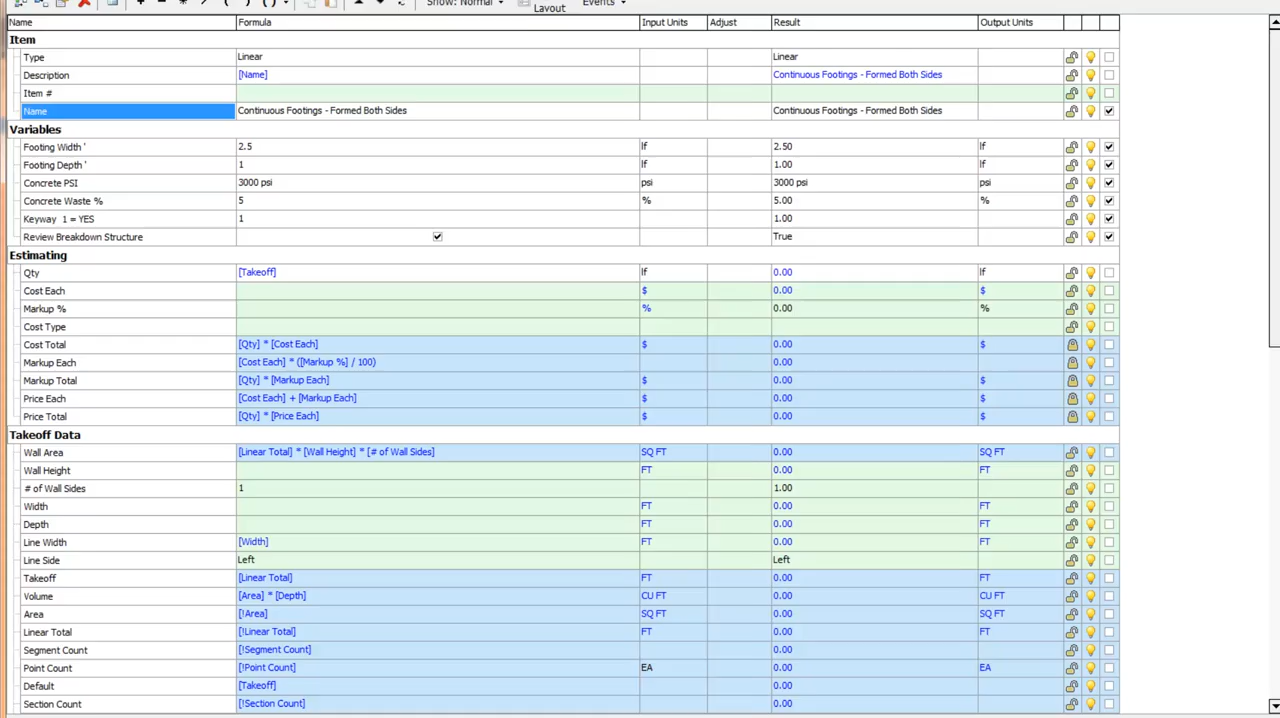 Show: Normal
Layout
Events
Name Formula Input Units Adjust Result Output Units
Item
Type Linear Linear
Description [Name] Continuous Footings - Formed Both Sides
Item #
Name Continuous Footings - Formed Both Sides Continuous Footings - Formed Both Sides
Variables
Footing Width ' 2.5 lf 2.50 lf
Footing Depth ' 1 lf 1.00 lf
Concrete PSI 3000 psi psi 3000 psi psi
Concrete Waste % 5 % 5.00 %
Keyway 1 = YES 1 1.00
Review Breakdown Structure True
Estimating
Qty [Takeoff] lf 0.00 lf
Cost Each $ 0.00 $
Markup % % 0.00 %
Cost Type
Cost Total [Qty] * [Cost Each] $ 0.00 $
Markup Each [Cost Each] * ([Markup %] / 100) 0.00
Markup Total [Qty] * [Markup Each] $ 0.00 $
Price Each [Cost Each] + [Markup Each] $ 0.00 $
Price Total [Qty] * [Price Each] $ 0.00 $
Takeoff Data
Wall Area [Linear Total] * [Wall Height] * [# of Wall Sides] SQ FT 0.00 SQ FT
Wall Height FT 0.00 FT
# of Wall Sides 1 1.00
Width FT 0.00 FT
Depth FT 0.00 FT
Line Width [Width] FT 0.00 FT
Line Side Left Left
Takeoff [Linear Total] FT 0.00 FT
Volume [Area] * [Depth] CU FT 0.00 CU FT
Area [!Area] SQ FT 0.00 SQ FT
Linear Total [!Linear Total] FT 0.00 FT
Segment Count [!Segment Count] 0.00
Point Count [!Point Count] EA 0.00 EA
Default [Takeoff] 0.00
Section Count [!Section Count] 0.00